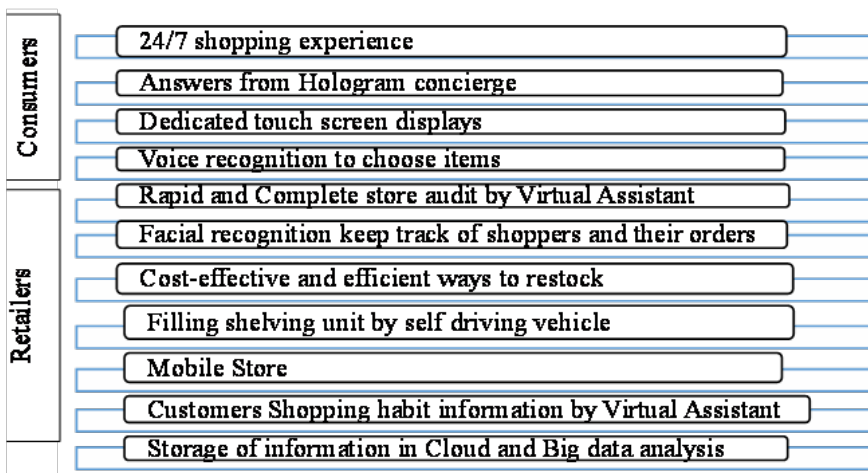 Consumers
24/7 shopping experience
Answers from Hologram concierge
Dedicated touch screen displays
Voice recognition to choose items
Retailers
Rapid and Complete store audit by Virtual Assistant
Facial recognition keep track of shoppers and their orders
Cost-effective and efficient ways to restock
Filling shelving unit by self driving vehicle
Mobile Store
Customers Shopping habit information by Virtual Assistant
Storage of information in Cloud and Big data analysis